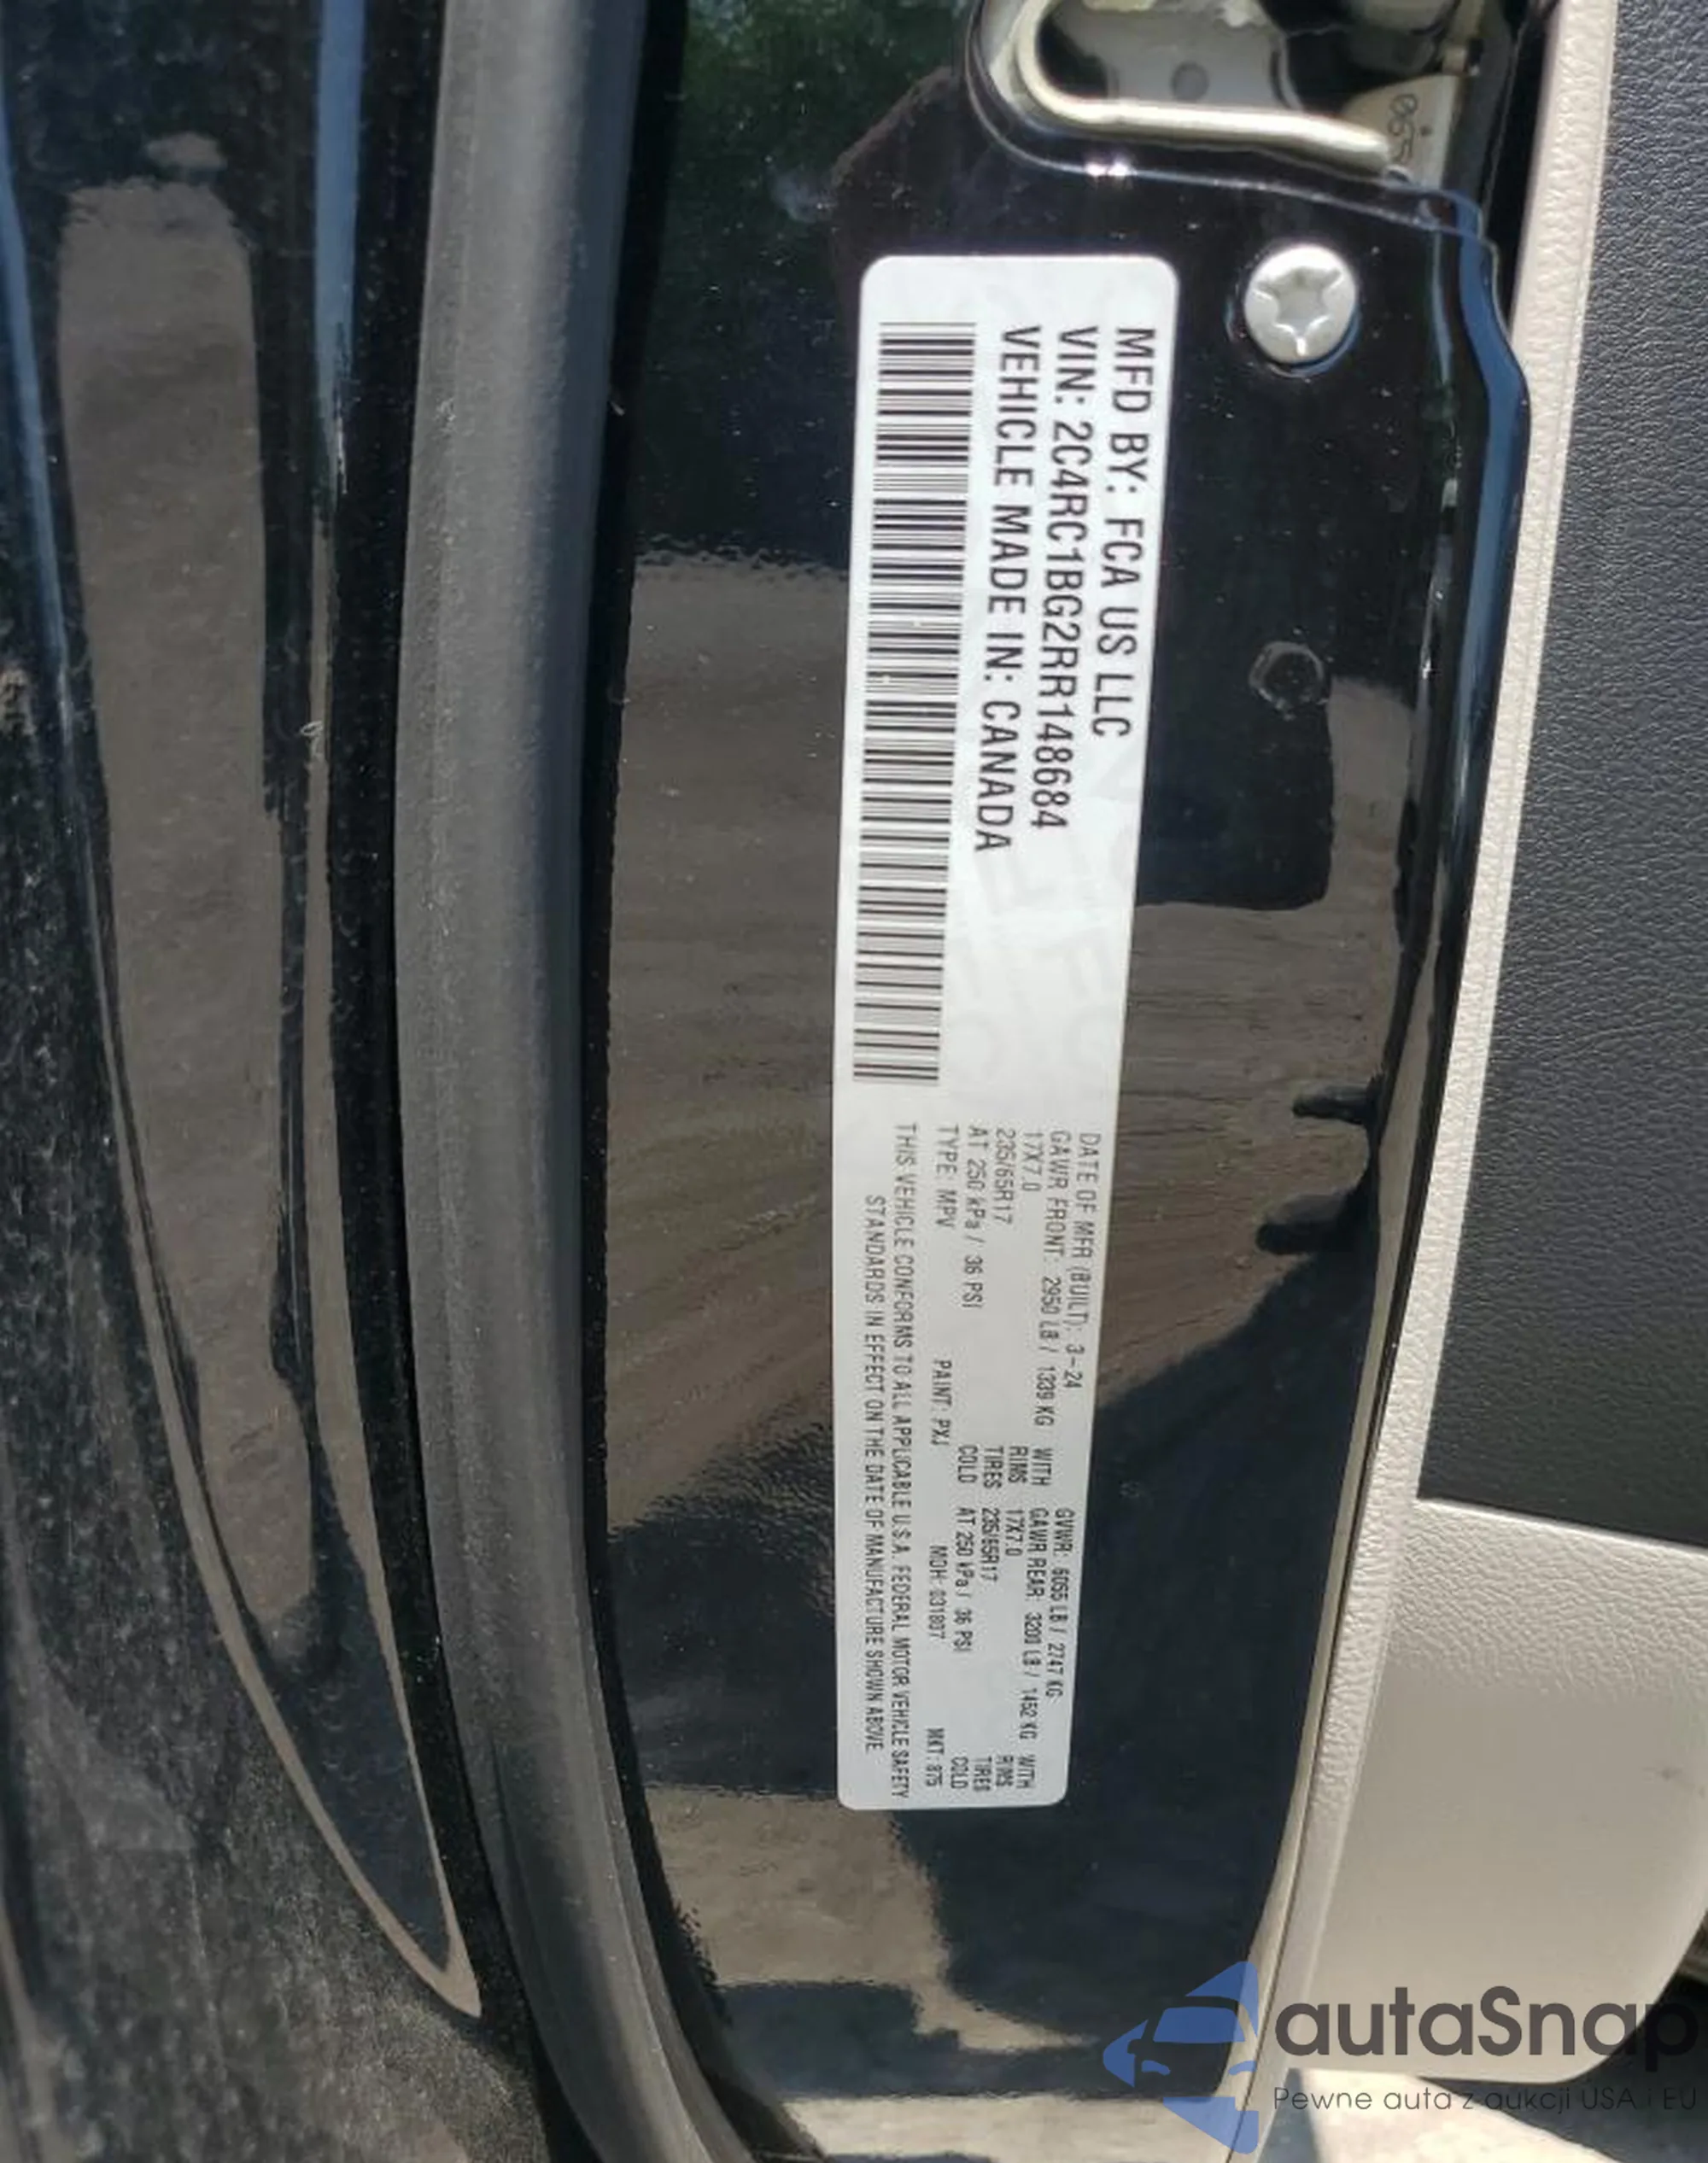 MFD BY: FCA US LLC
VIN: 2C4RC1BG2RR148684
VEHICLE MADE IN: CANADA
DATE OF MFR (BUILT): 3-24 GVWR: 6055 LB / 2747 KG
GAWR FRONT: 2950 LB / 1339 KG WITH GAWR REAR: 3200 LB / 1452 KG WITH
17X7.0 RIMS 17X7.0 RIMS
235/65R17 TIRES 235/65R17 TIRES
AT 250 kPa / 36 PSI COLD AT 250 kPa / 36 PSI COLD
TYPE: MPV PAINT: PXJ MDH: 031807 MKT: 875
THIS VEHICLE CONFORMS TO ALL APPLICABLE U.S.A. FEDERAL MOTOR VEHICLE SAFETY
STANDARDS IN EFFECT ON THE DATE OF MANUFACTURE SHOWN ABOVE
autaSnap
Pewne auta z aukcji USA i EU